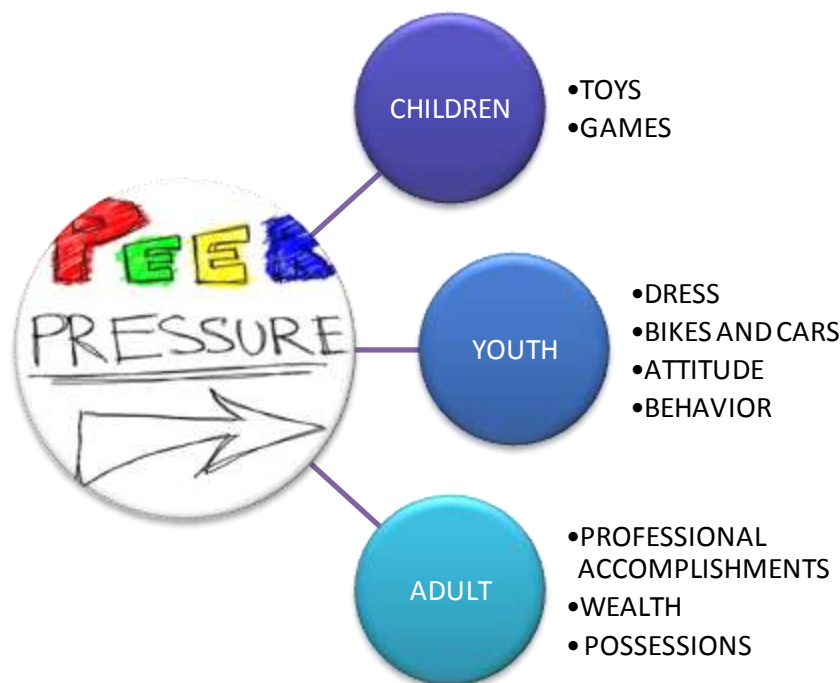 PEER
PRESSURE
CHILDREN
•TOYS
•GAMES
YOUTH
•DRESS
•BIKES AND CARS
•ATTITUDE
•BEHAVIOR
ADULT
•PROFESSIONAL
ACCOMPLISHMENTS
•WEALTH
•POSSESSIONS